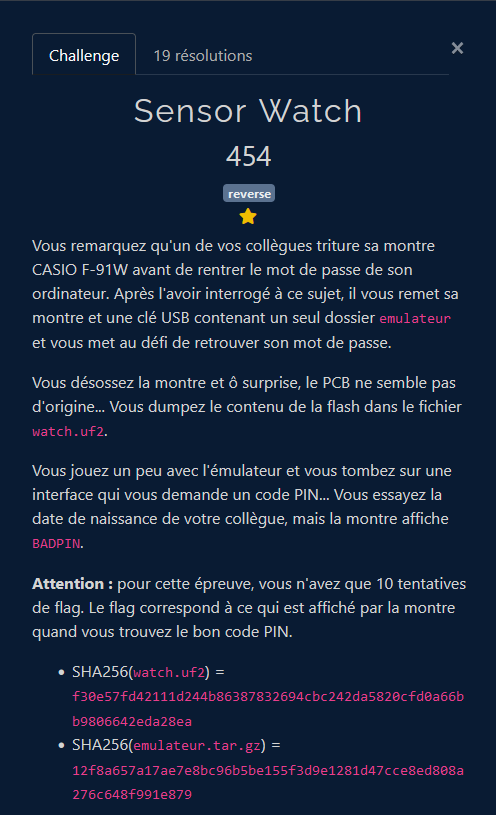 Challenge
19 résolutions
×
Sensor Watch
454
reverse
Vous remarquez qu'un de vos collègues triture sa montre
CASIO F-91W avant de rentrer le mot de passe de son
ordinateur. Après l'avoir interrogé à ce sujet, il vous remet sa
montre et une clé USB contenant un seul dossier emulateur
et vous met au défi de retrouver son mot de passe.
Vous désossez la montre et ô surprise, le PCB ne semble pas
d'origine... Vous dumpez le contenu de la flash dans le fichier
watch.uf2.
Vous jouez un peu avec l'émulateur et vous tombez sur une
interface qui vous demande un code PIN... Vous essayez la
date de naissance de votre collègue, mais la montre affiche
BADPIN.
Attention : pour cette épreuve, vous n'avez que 10 tentatives
de flag. Le flag correspond à ce qui est affiché par la montre
quand vous trouvez le bon code PIN.
• SHA256(watch.uf2) =
f30e57fd42111d244b86387832694cbc242da5820cfd0a66b
b9806642eda28ea
• SHA256(emulateur.tar.gz) =
12f8a657a17ae7e8bc96b5be155f3d9e1281d47cce8ed808a
276c648f991e879